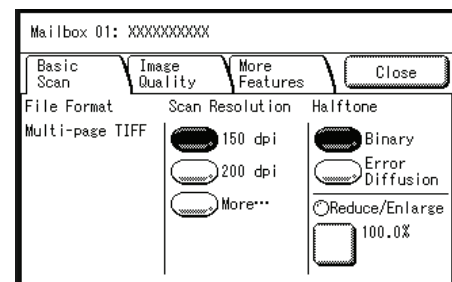 Mailbox 01: XXXXXXXXX
Basic Scan
Image Quality
More Features
Close
File Format
Multi-page TIFF
Scan Resolution
150 dpi
200 dpi
More…
Halftone
Binary
Error Diffusion
Reduce/Enlarge
100.0%